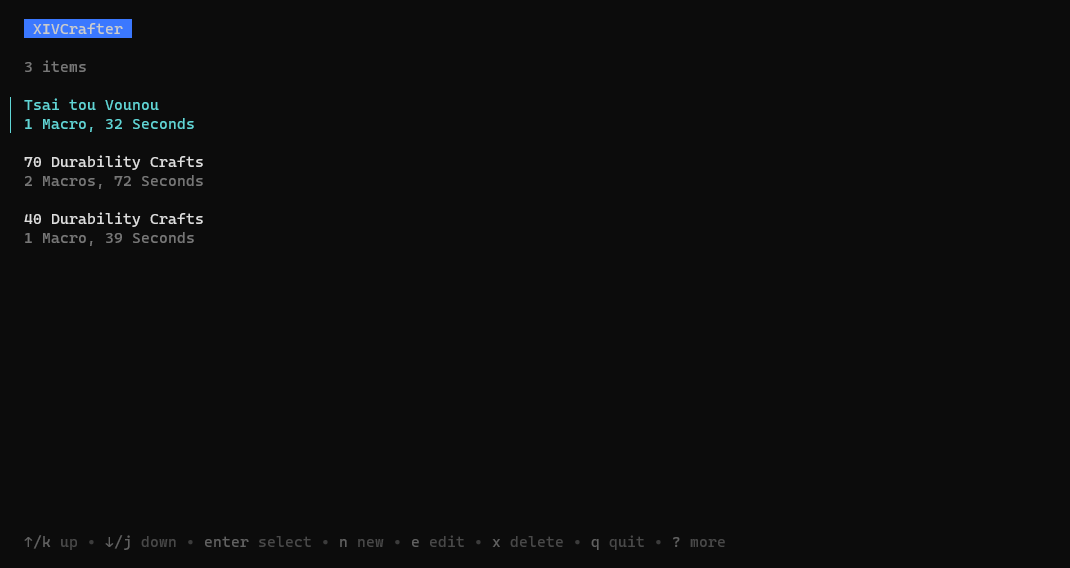 XIVCrafter
3 items
Tsai tou Vounou
1 Macro, 32 Seconds
70 Durability Crafts
2 Macros, 72 Seconds
40 Durability Crafts
1 Macro, 39 Seconds
↑/k up • ↓/j down • enter select • n new • e edit • x delete • q quit • ? more